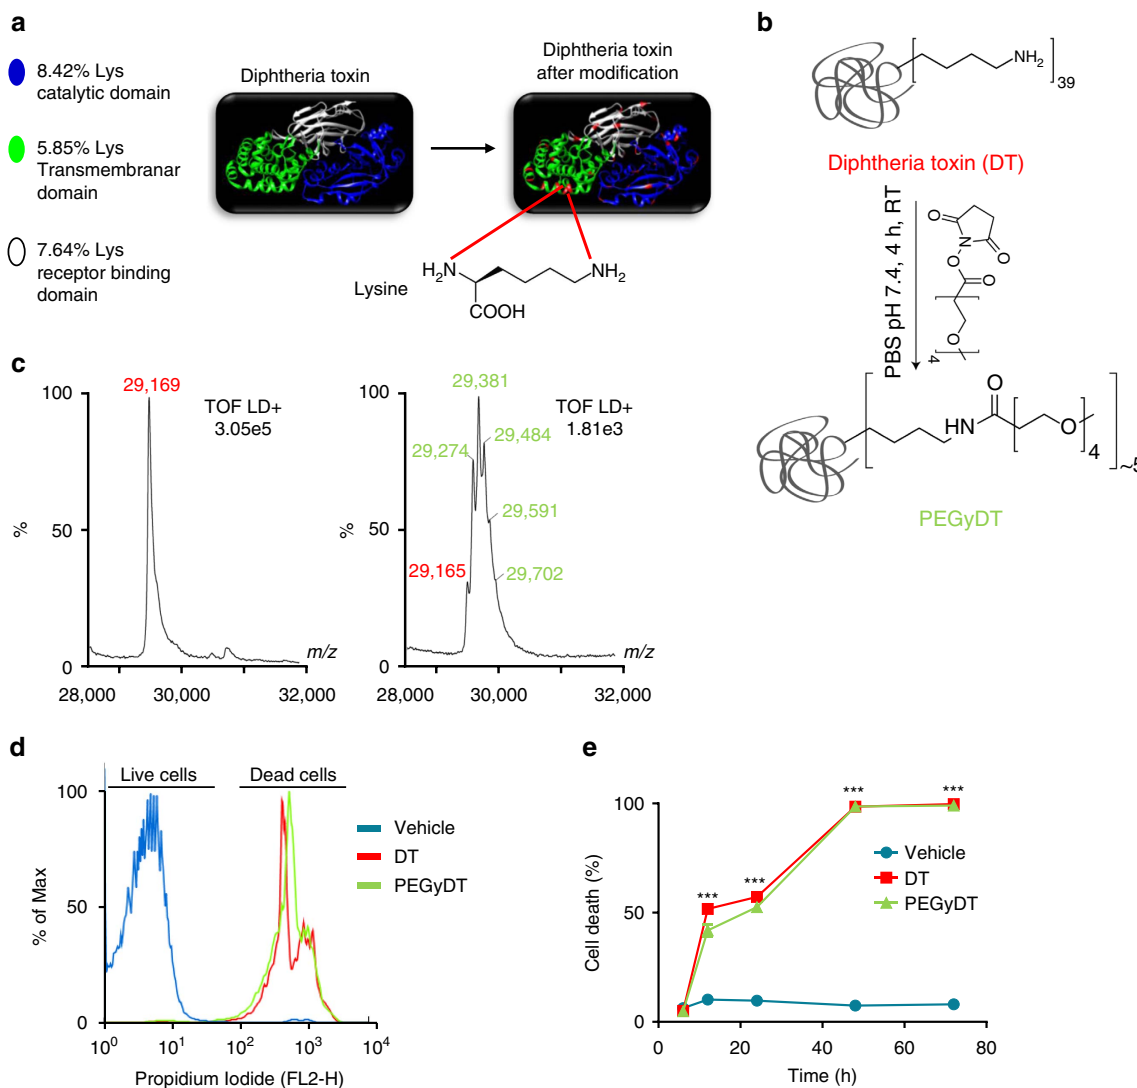 a
8.42% Lys
catalytic domain
5.85% Lys
Transmembranar
domain
7.64% Lys
receptor binding
domain
Diphtheria toxin
Diphtheria toxin
after modification
H2N
NH2
Lysine
COOH
b
NH2
39
Diphtheria toxin (DT)
PBS pH 7.4, 4 h, RT
O
N
O
O
O
O
4
O
HN
O
4
~5
PEGyDT
c
29,169
TOF LD+
3.05e5
100
50
0
%
m/z
28,000
30,000
32,000
29,381
TOF LD+
1.81e3
29,484
29,274
29,591
29,165
29,702
100
50
0
%
m/z
28,000
30,000
32,000
d
Live cells
Dead cells
100
50
0
% of Max
Vehicle
DT
PEGyDT
10^0
10^1
10^2
10^3
10^4
Propidium Iodide (FL2-H)
e
***
***
***
***
100
50
0
Cell death (%)
Vehicle
DT
PEGyDT
0
20
40
60
80
Time (h)